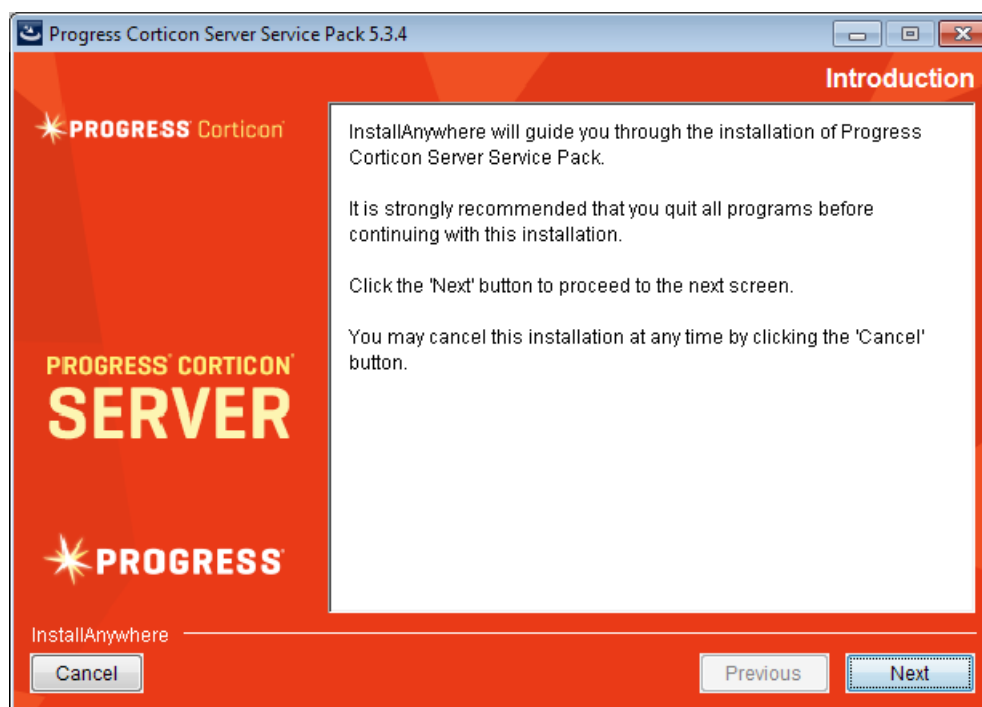 Progress Corticon Server Service Pack 5.3.4
Introduction
PROGRESS Corticon
InstallAnywhere will guide you through the installation of Progress
Corticon Server Service Pack.
It is strongly recommended that you quit all programs before
continuing with this installation.
Click the 'Next' button to proceed to the next screen.
You may cancel this installation at any time by clicking the 'Cancel'
button.
PROGRESS CORTICON
SERVER
PROGRESS
InstallAnywhere
Cancel
Previous
Next